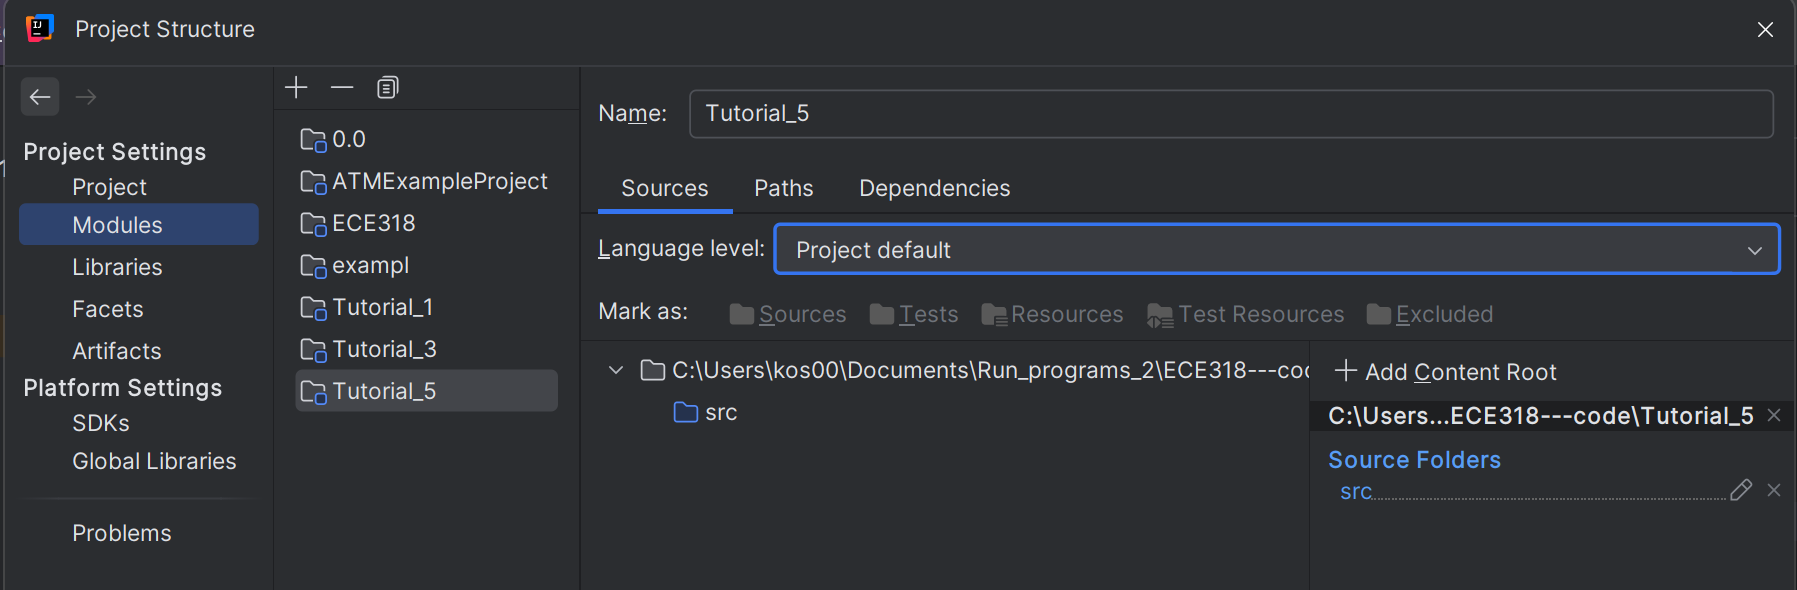 Project Structure
Project Settings
Project
Modules
Libraries
Facets
Artifacts
Platform Settings
SDKs
Global Libraries
Problems
0.0
ATMExampleProject
ECE318
exampl
Tutorial_1
Tutorial_3
Tutorial_5
Name: Tutorial_5
Sources Paths Dependencies
Language level: Project default
Mark as: Sources Tests Resources Test Resources Excluded
C:\Users\kos00\Documents\Run_programs_2\ECE318---co
src
Add Content Root
C:\Users...ECE318---code\Tutorial_5
Source Folders
src